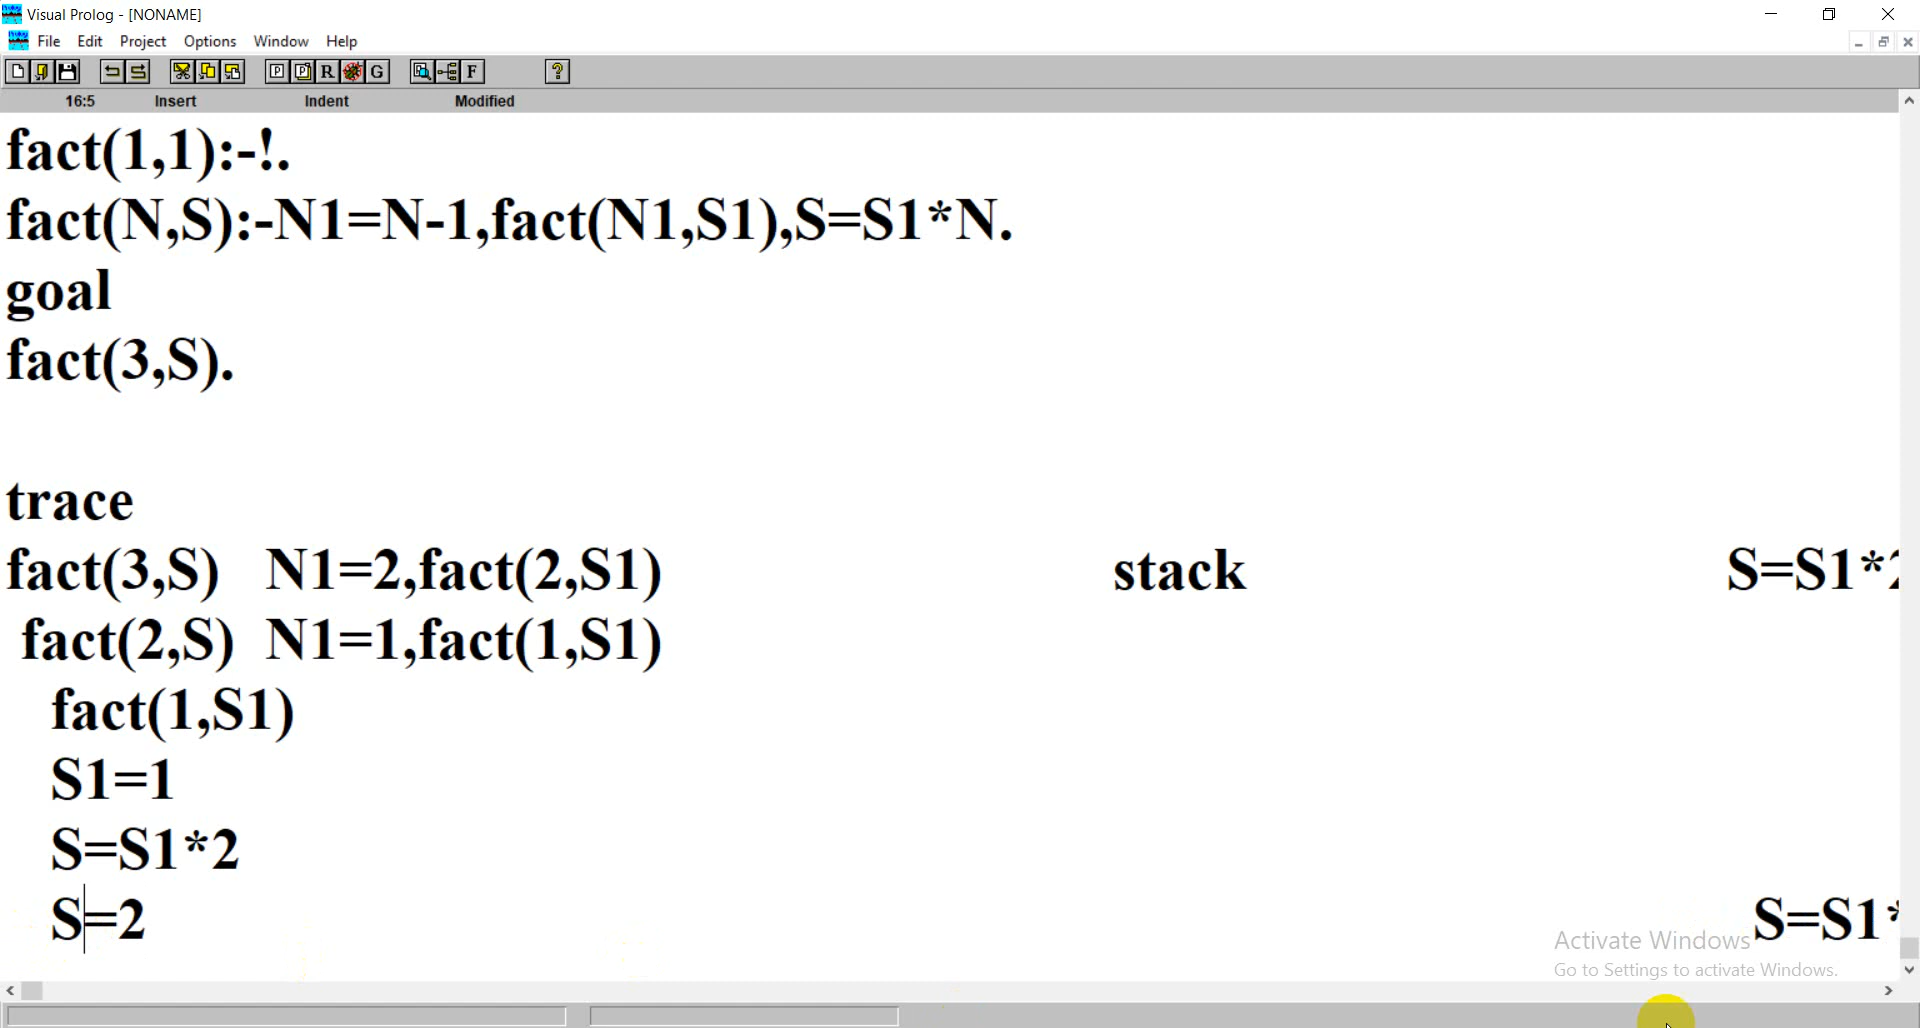 Visual Prolog - [NONAME]
File Edit Project Options Window Help
R G F ?
16:5 Insert Indent Modified
fact(1,1):-!.
fact(N,S):-N1=N-1,fact(N1,S1),S=S1*N.
goal
fact(3,S).
trace
fact(3,S) N1=2,fact(2,S1) stack S=S1*
fact(2,S) N1=1,fact(1,S1)
fact(1,S1)
S1=1
S=S1*2
S=2 S=S1*
Activate Windows
Go to Settings to activate Windows.